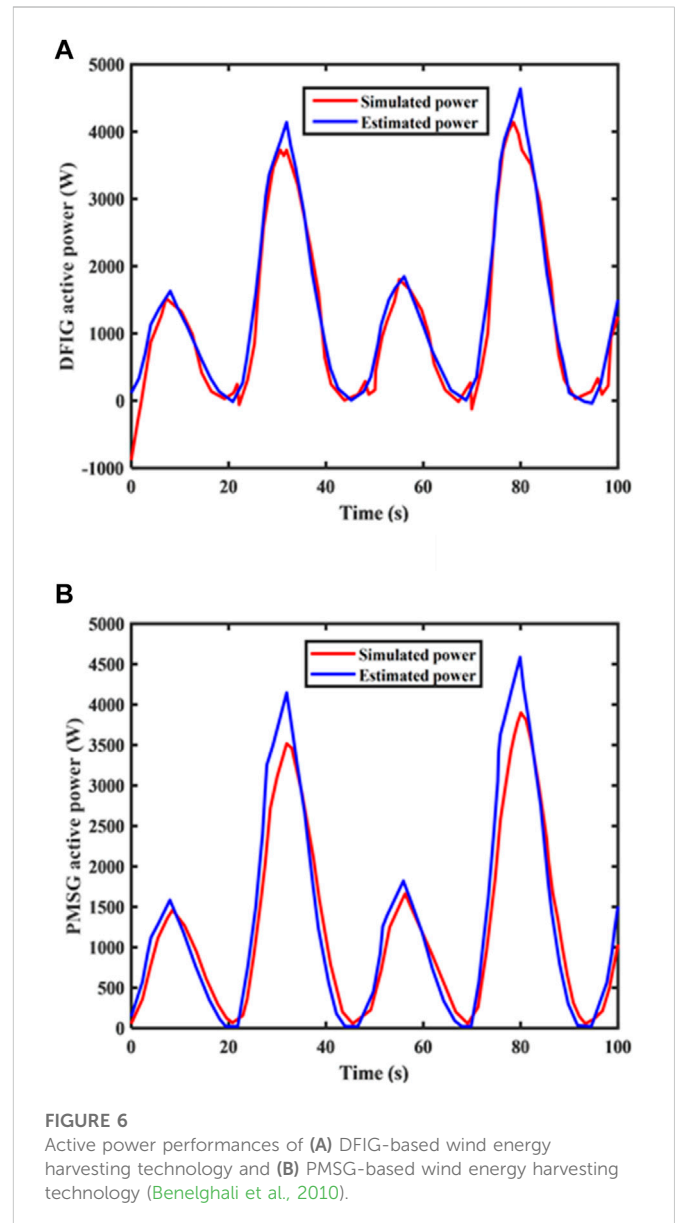 A
5000
4000
3000
2000
1000
0
-1000
DFIG active power (W)
Simulated power
Estimated power
0 20 40 60 80 100
Time (s)
B
5000
4500
4000
3500
3000
2500
2000
1500
1000
500
0
PMSG active power (W)
Simulated power
Estimated power
0 20 40 60 80 100
Time (s)
FIGURE 6
Active power performances of (A) DFIG-based wind energy
harvesting technology and (B) PMSG-based wind energy harvesting
technology (Benelghali et al., 2010).